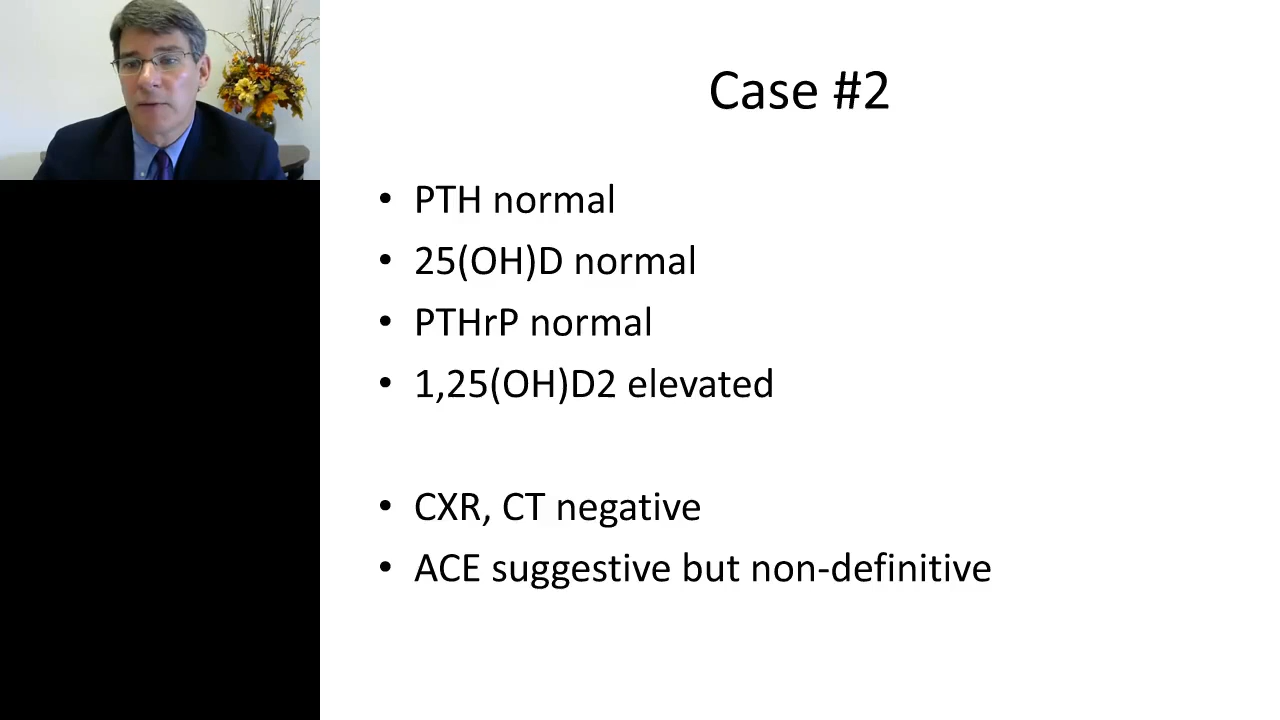 Case #2
• PTH normal
• 25(OH)D normal
• PTHrP normal
• 1,25(OH)D2 elevated
• CXR, CT negative
• ACE suggestive but non-definitive